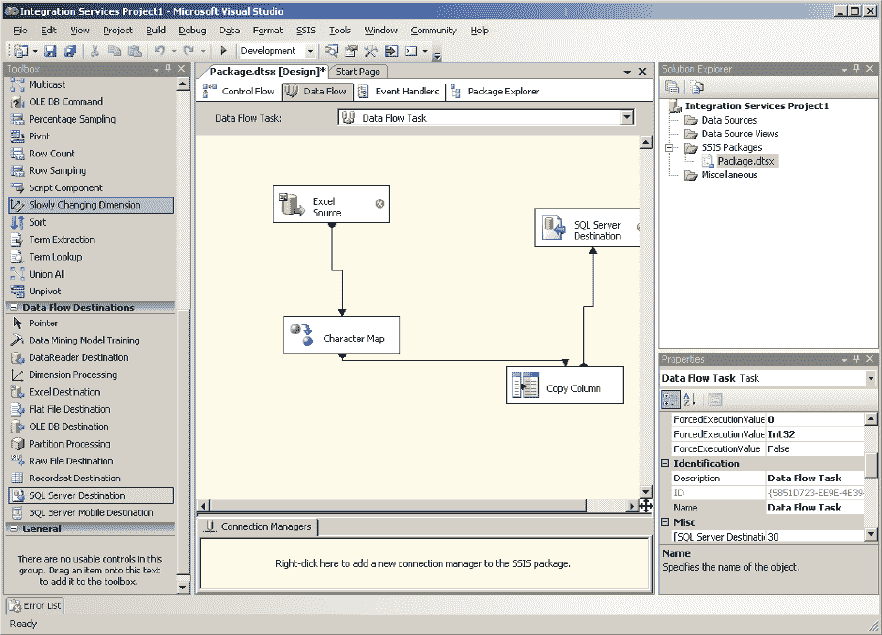 Integration Services Project1 - Microsoft Visual Studio
File Edit View Project Build Debug Data Format SSIS Tools Window Community Help
Development
Toolbox
Multicast
OLE DB Command
Percentage Sampling
Pivot
Row Count
Row Sampling
Script Component
Slowly Changing Dimension
Sort
Term Extraction
Term Lookup
Union All
Unpivot
Data Flow Destinations
Pointer
Data Mining Model Training
DataReader Destination
Dimension Processing
Excel Destination
Flat File Destination
OLE DB Destination
Partition Processing
Raw File Destination
Recordset Destination
SQL Server Destination
SQL Server Mobile Destination
General
There are no usable controls in this
group. Drag an item onto this text
to add it to the toolbox.
Package.dtsx [Design]* Start Page
Control Flow Data Flow Event Handlers Package Explorer
Data Flow Task: Data Flow Task
Excel
Source
SQL Server
Destination
Character Map
Copy Column
Connection Managers
Right-click here to add a new connection manager to the SSIS package.
Solution Explorer
Integration Services Project1
Data Sources
Data Source Views
SSIS Packages
Package.dtsx
Miscellaneous
Properties
Data Flow Task Task
ForcedExecutionValue 0
ForcedExecutionValue Int32
ForceExecutionValue False
Identification
Description Data Flow Task
ID {5851D723-EE9E-4E39-
Name Data Flow Task
Misc
[SQL Server Destinatio 30
Name
Specifies the name of the object.
Error List
Ready